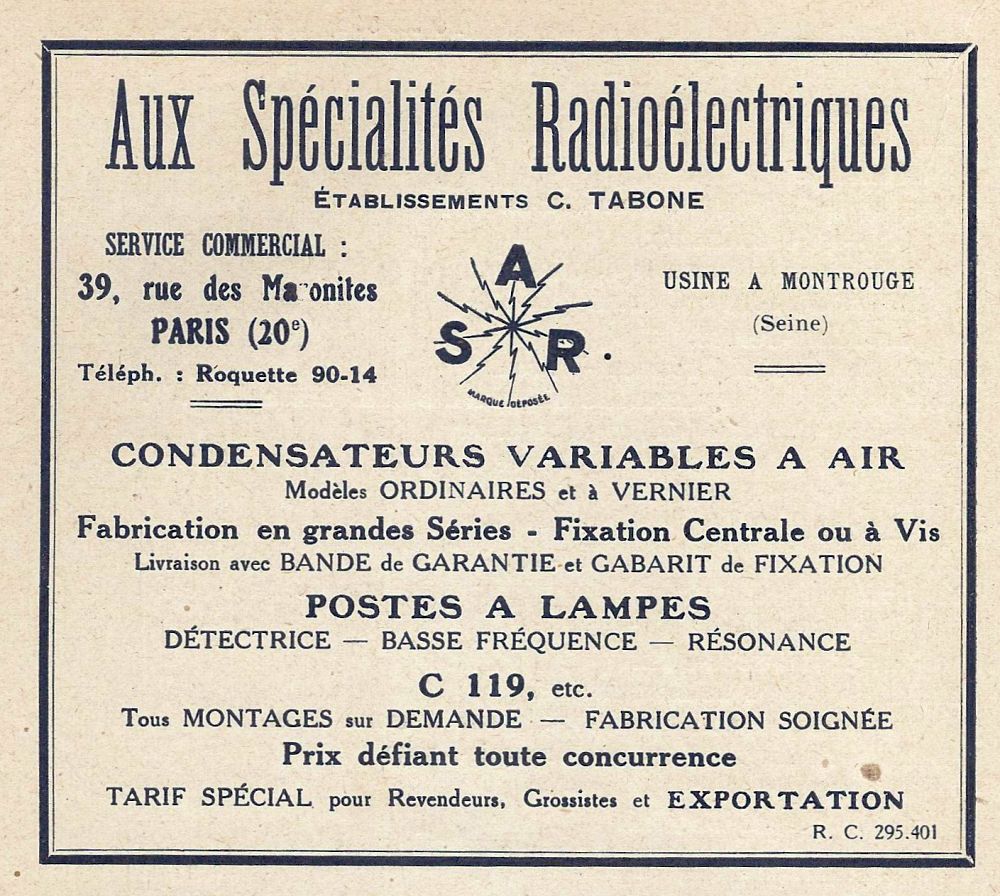 Aux Spécialités Radioélectriques
ÉTABLISSEMENTS C. TABONE
SERVICE COMMERCIAL :
39, rue des Maronites
PARIS (20e)
Téléph. : Roquette 90-14
A
S R.
MARQUE DÉPOSÉE
USINE A MONTROUGE
(Seine)
CONDENSATEURS VARIABLES A AIR
Modèles ORDINAIRES et à VERNIER
Fabrication en grandes Séries - Fixation Centrale ou à Vis
Livraison avec BANDE de GARANTIE et GABARIT de FIXATION
POSTES A LAMPES
DÉTECTRICE — BASSE FRÉQUENCE — RÉSONANCE
C 119, etc.
Tous MONTAGES sur DEMANDE — FABRICATION SOIGNÉE
Prix défiant toute concurrence
TARIF SPÉCIAL pour Revendeurs, Grossistes et EXPORTATION
R. C. 295.401